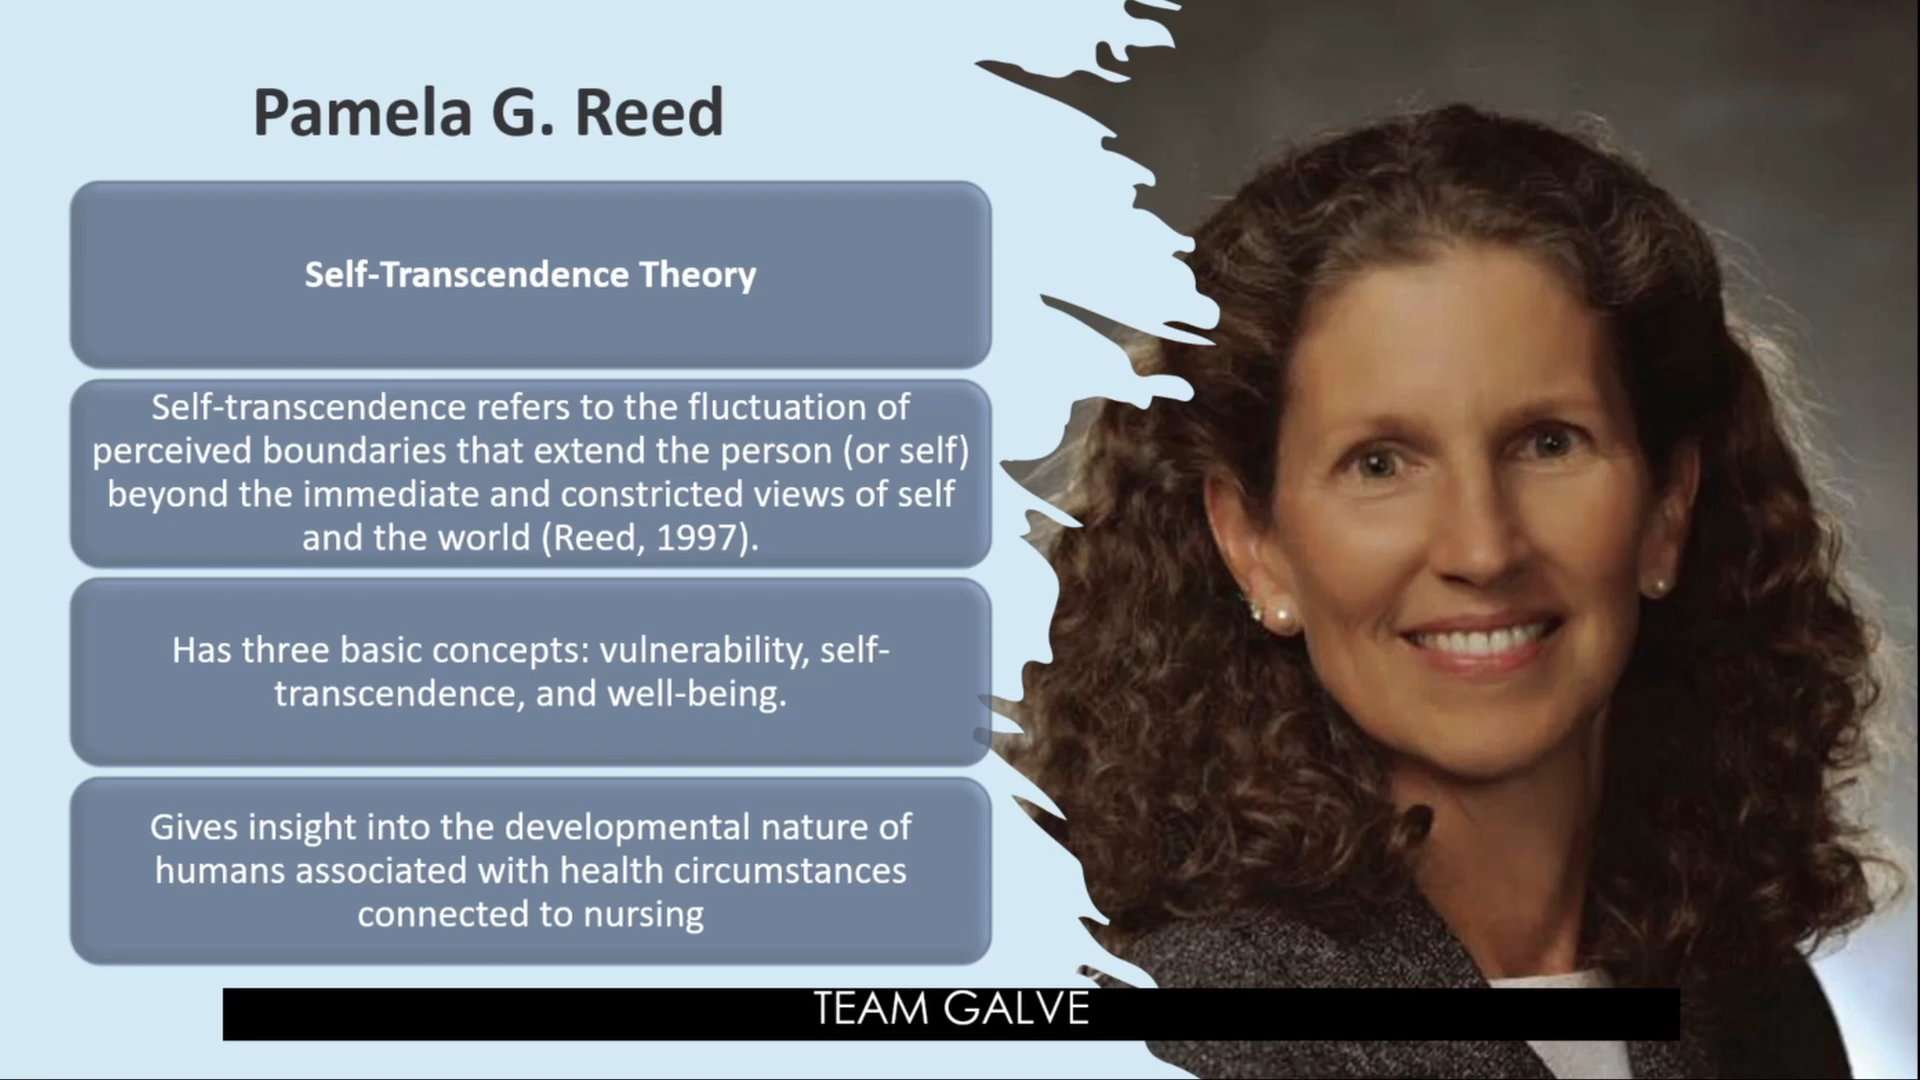 Pamela G. Reed
Self-Transcendence Theory
Self-transcendence refers to the fluctuation of
perceived boundaries that extend the person (or self)
beyond the immediate and constricted views of self
and the world (Reed, 1997).
Has three basic concepts: vulnerability, self-
transcendence, and well-being.
Gives insight into the developmental nature of
humans associated with health circumstances
connected to nursing
TEAM GALVE